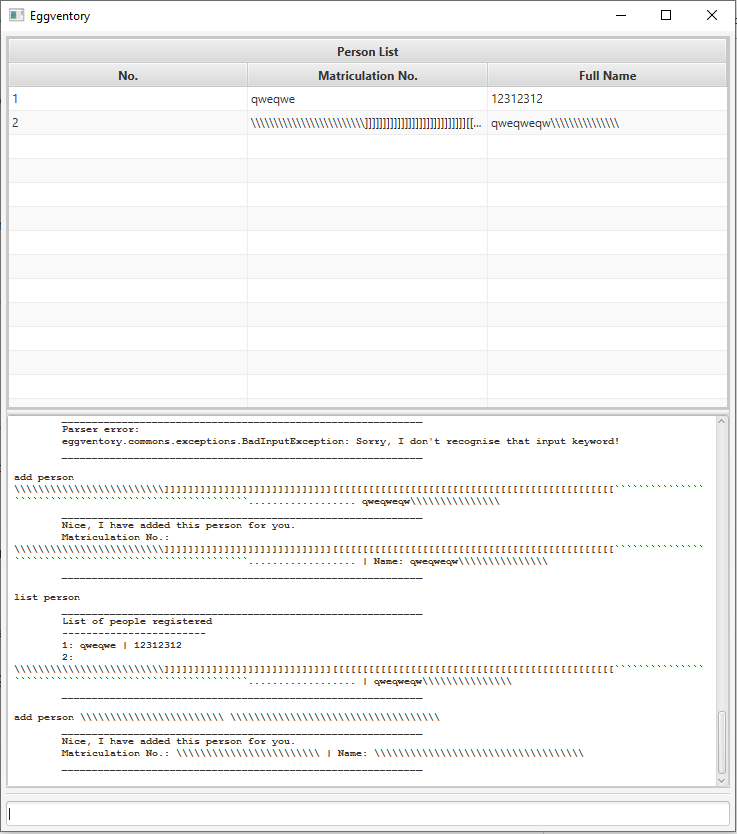 Eggventory
Person List
No. Matriculation No. Full Name
1 qweqwe 12312312
2 \\\\\\\\\\\\\\\\\\\\\\\\\]]]]]]]]]]]]]]]]]]]]]]]]]]]][[... qweqweqw\\\\\\\\\\\\\\\
____________________________________________________________
Parser error:
eggventory.commons.exceptions.BadInputException: Sorry, I don't recognise that input keyword!
____________________________________________________________
add person
\\\\\\\\\\\\\\\\\\\\\\\\\]]]]]]]]]]]]]]]]]]]]]]]]]]]][[[[[[[[[[[[[[[[[[[[[[[[[[[[[[[[[[[[[[[[[[[[[[[```````````````
```````````````````````````````````````.................. qweqweqw\\\\\\\\\\\\\\\
____________________________________________________________
Nice, I have added this person for you.
Matriculation No.:
\\\\\\\\\\\\\\\\\\\\\\\\\]]]]]]]]]]]]]]]]]]]]]]]]]]]][[[[[[[[[[[[[[[[[[[[[[[[[[[[[[[[[[[[[[[[[[[[[[[```````````````
```````````````````````````````````````.................. | Name: qweqweqw\\\\\\\\\\\\\\\
____________________________________________________________
list person
____________________________________________________________
List of people registered
------------------------
1: qweqwe | 12312312
2:
\\\\\\\\\\\\\\\\\\\\\\\\\]]]]]]]]]]]]]]]]]]]]]]]]]]]][[[[[[[[[[[[[[[[[[[[[[[[[[[[[[[[[[[[[[[[[[[[[[[```````````````
```````````````````````````````````````.................. | qweqweqw\\\\\\\\\\\\\\\
____________________________________________________________
add person \\\\\\\\\\\\\\\\\\\\\\\\ \\\\\\\\\\\\\\\\\\\\\\\\\\\\\\\\\\\
____________________________________________________________
Nice, I have added this person for you.
Matriculation No.: \\\\\\\\\\\\\\\\\\\\\\\\ | Name: \\\\\\\\\\\\\\\\\\\\\\\\\\\\\\\\\\\
____________________________________________________________